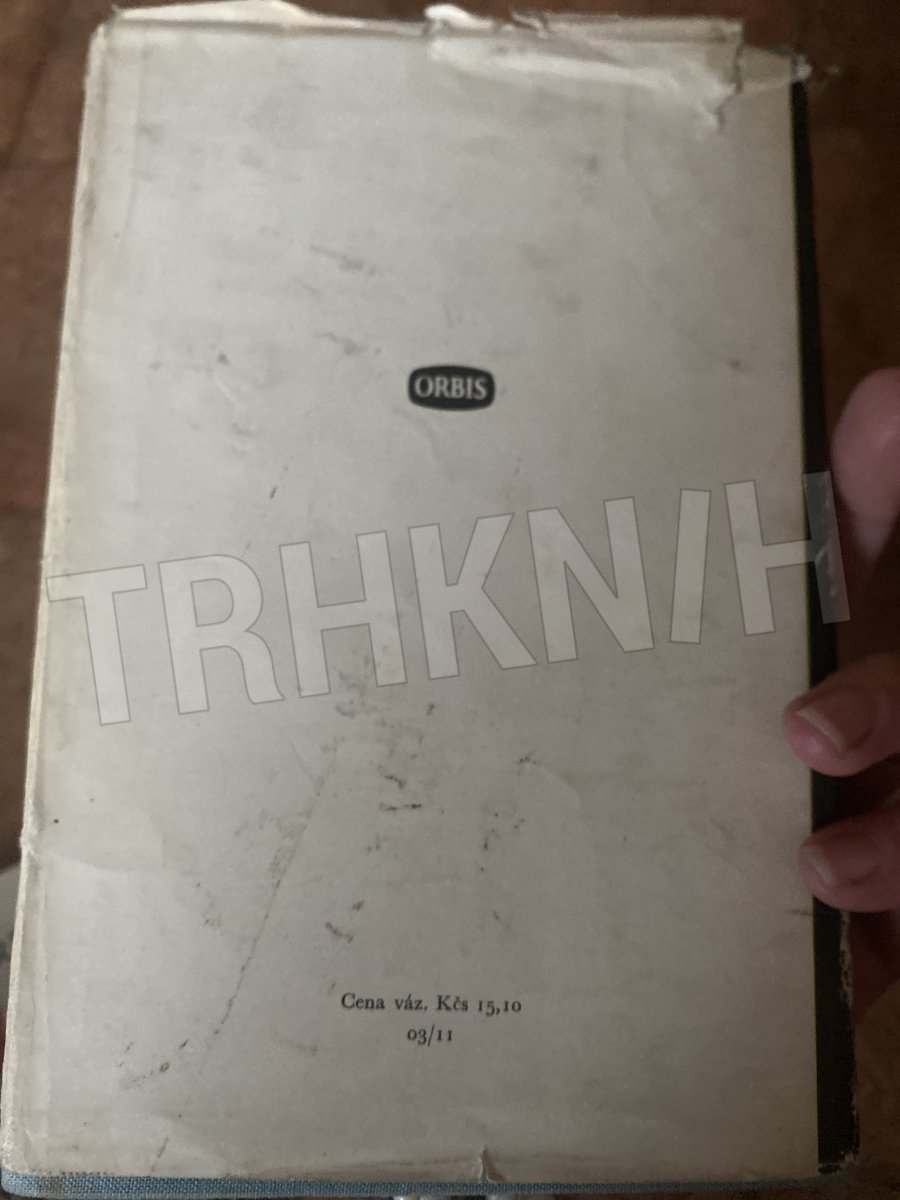 ORBIS
TRHKNIH
Cena váz. Kčs 15,10
03/11